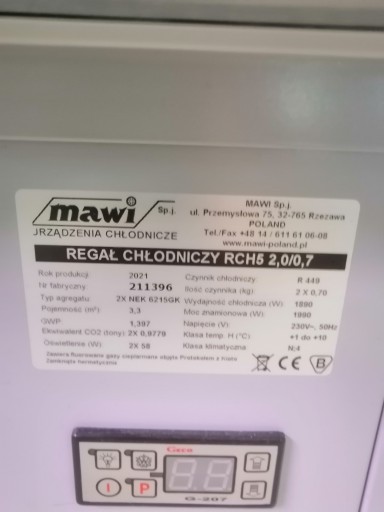 mawi Sp.j.
URZĄDZENIA CHŁODNICZE
MAWI Sp.j.
ul. Przemysłowa 75, 32-765 Rzezawa
POLAND
Tel./Fax +48 14 / 611 61 06-08
www.mawi-poland.pl
REGAŁ CHŁODNICZY RCH5 2,0/0,7
Rok produkcji: 2021
Nr fabryczny 211396
Typ agregatu 2X NEK 6215GK
Pojemność (m³): 3,3
GWP 1,397
Ekwiwalent CO2 (tony): 2X 0,9779
Oświetlenie (W) 2X 58
Czynnik chłodniczy: R 449
Ilość czynnika (kg): 2 X 0,70
Wydajność chłodnicza (W): 1890
Moc znamionowa (W): 1990
Napięcie (V) 230V~, 50Hz
Klasa temp. H (°C) +1 do +10
Klasa klimatyczna N;4
Zawiera fluorowane gazy cieplarniane objęte Protokołem z Kioto
Zamknięte hermetycznie
CE
B
Carel
P
G-207